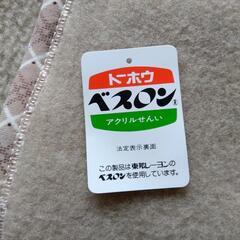 トーホウ
ベスロン®
アクリルせんい
法定表示裏面
この製品は東邦レーヨンの
ベスロンを使用しています。